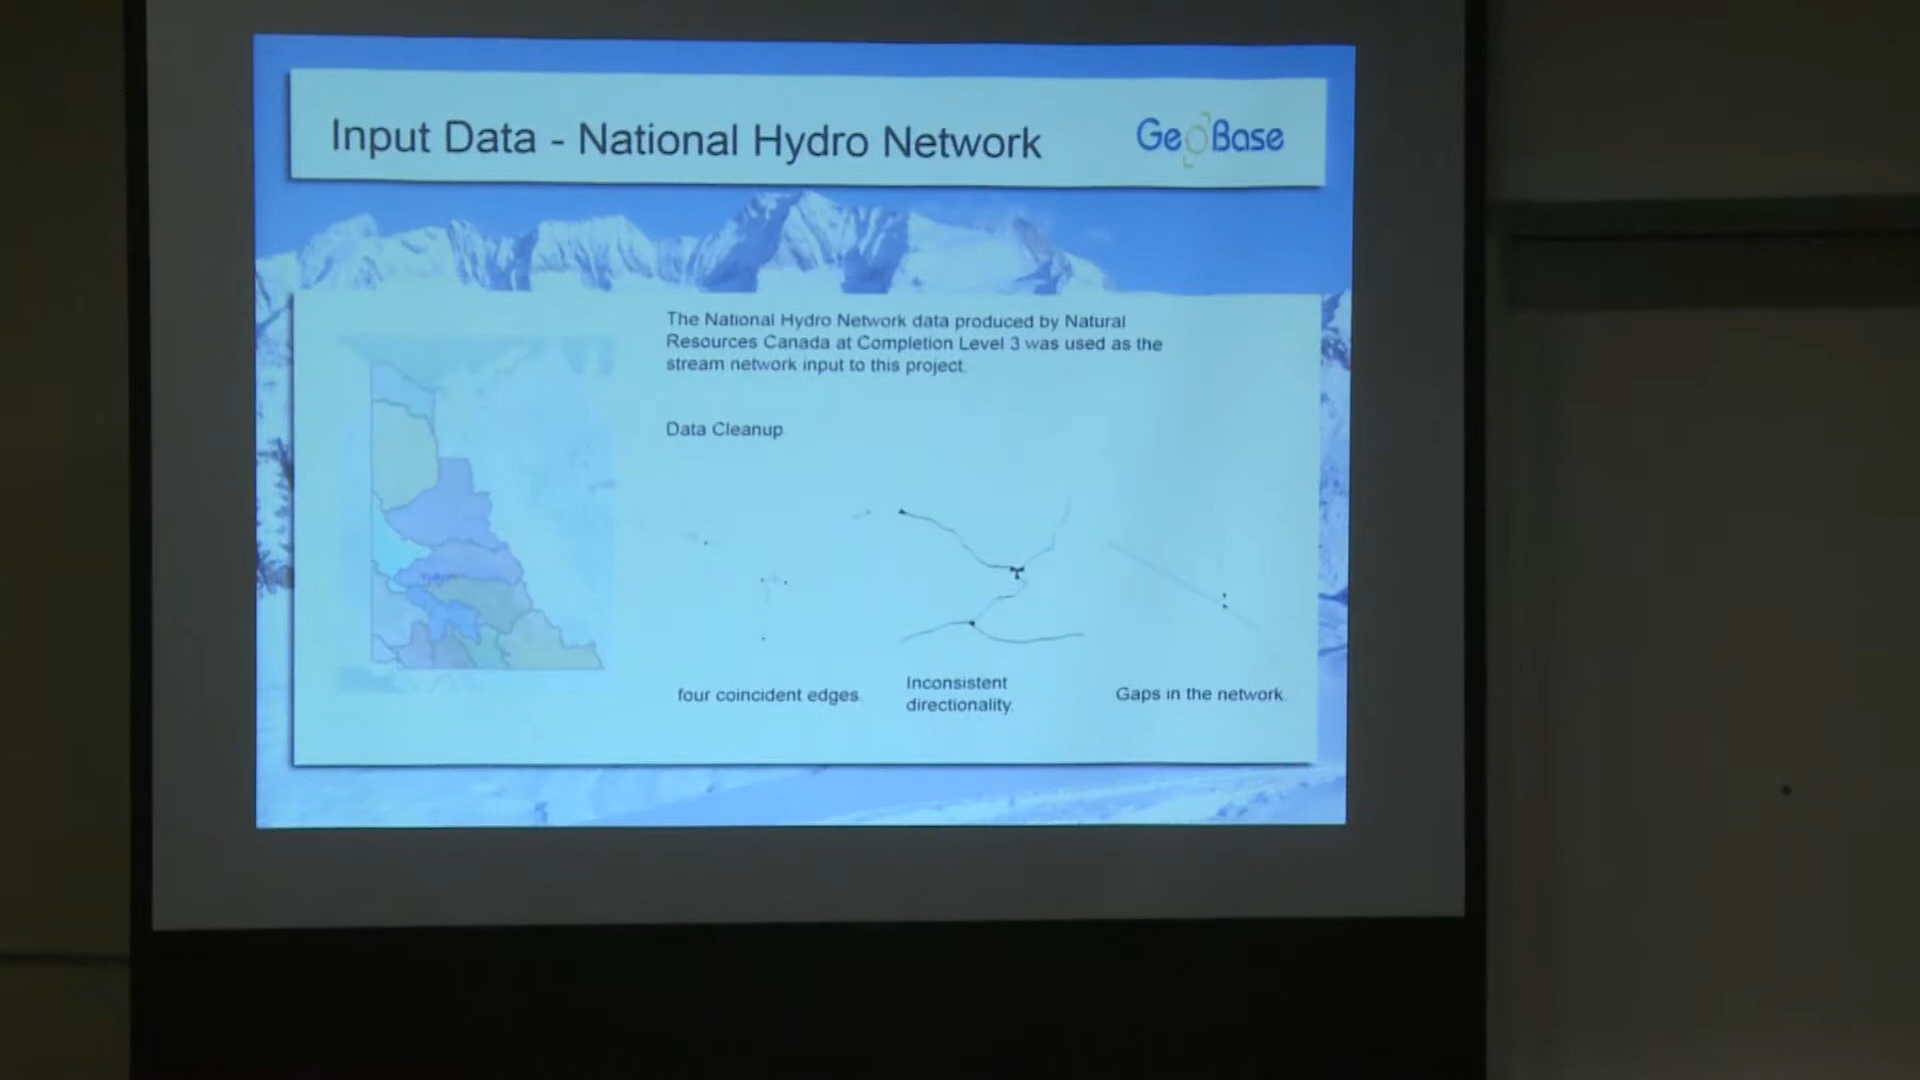 Input Data - National Hydro Network
GeoBase
The National Hydro Network data produced by Natural
Resources Canada at Completion Level 3 was used as the
stream network input to this project.
Data Cleanup
four coincident edges.
Inconsistent
directionality.
Gaps in the network.